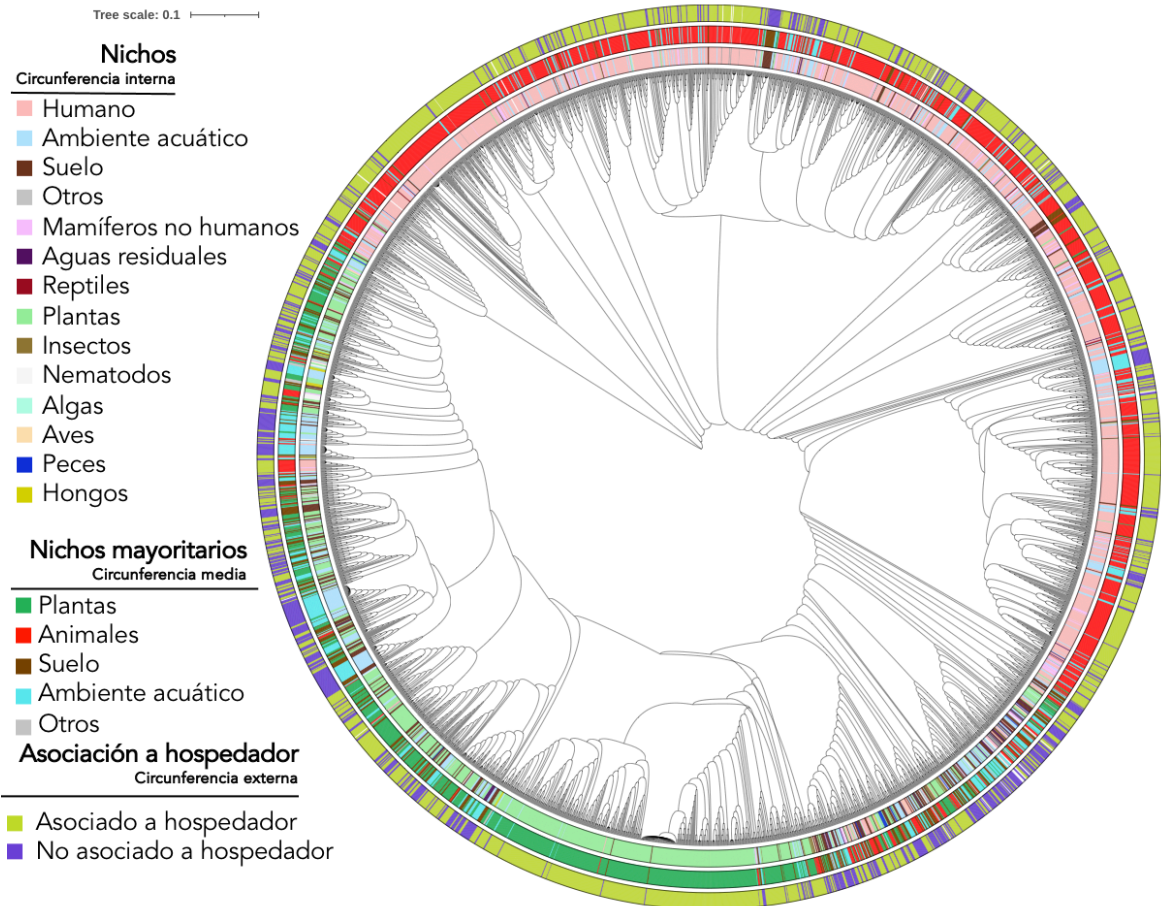 Tree scale: 0.1
Nichos
Circunferencia interna
Humano
Ambiente acuático
Suelo
Otros
Mamíferos no humanos
Aguas residuales
Reptiles
Plantas
Insectos
Nematodos
Algas
Aves
Peces
Hongos
Nichos mayoritarios
Circunferencia media
Plantas
Animales
Suelo
Ambiente acuático
Otros
Asociación a hospedador
Circunferencia externa
Asociado a hospedador
No asociado a hospedador